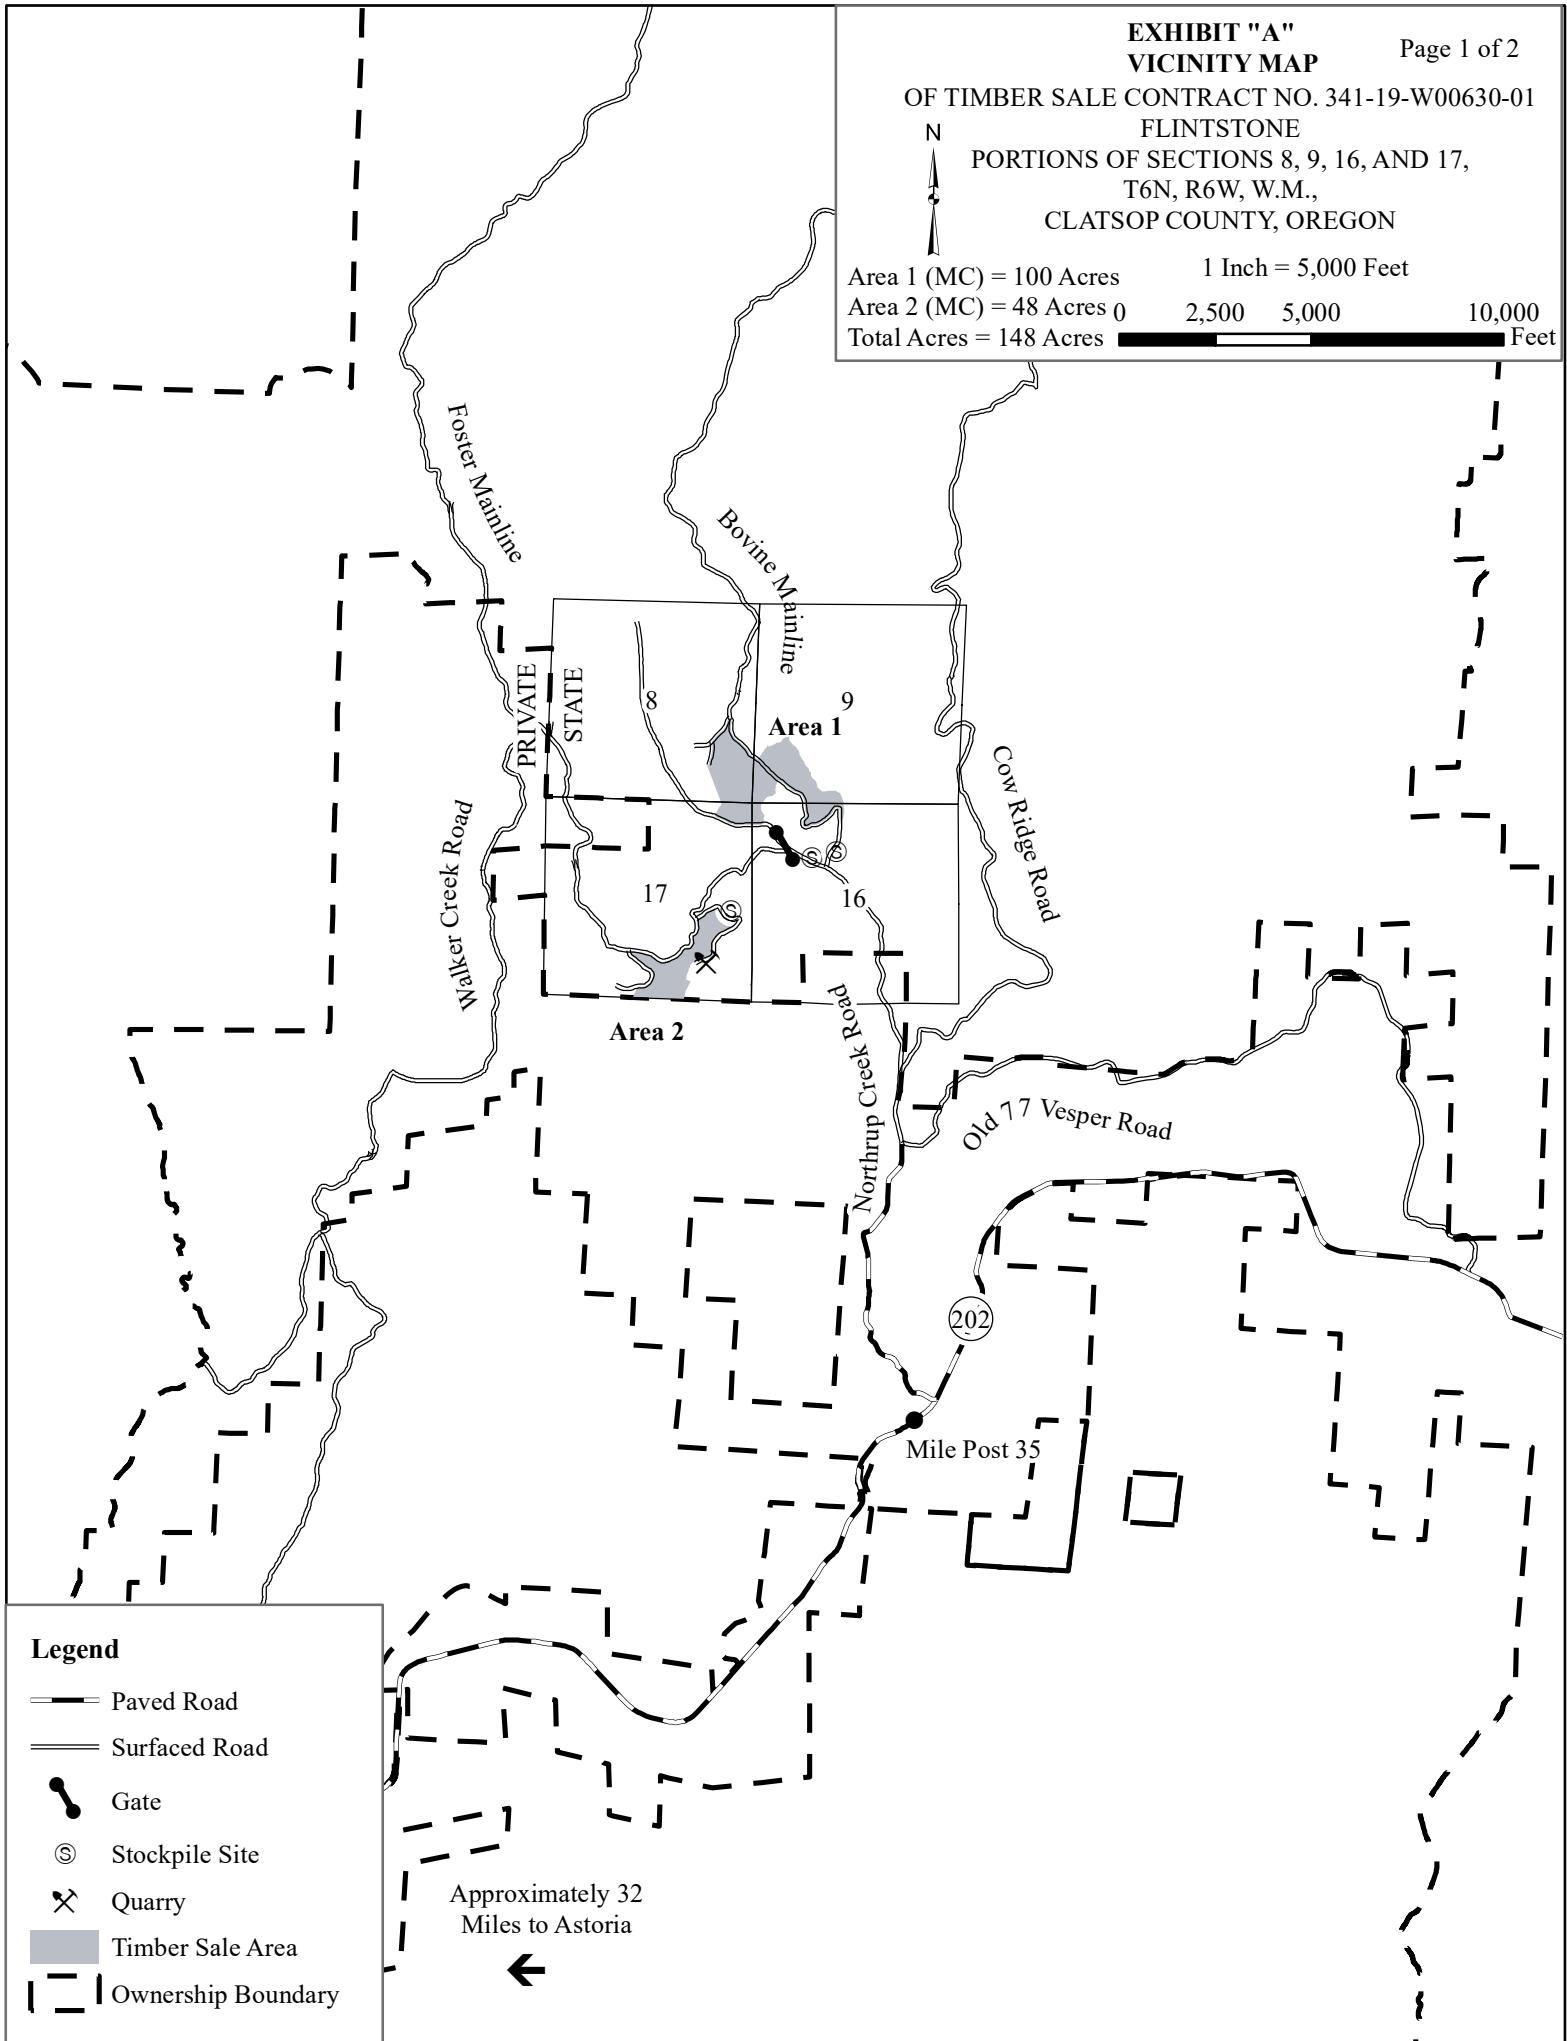 EXHIBIT "A"
VICINITY MAP
Page 1 of 2
OF TIMBER SALE CONTRACT NO. 341-19-W00630-01
FLINTSTONE
PORTIONS OF SECTIONS 8, 9, 16, AND 17,
T6N, R6W, W.M.,
CLATSOP COUNTY, OREGON
N
1 Inch = 5,000 Feet
Area 1 (MC) = 100 Acres
Area 2 (MC) = 48 Acres
Total Acres = 148 Acres
0 2,500 5,000 10,000
Feet
Foster Mainline
Bovine Mainline
PRIVATE
STATE
8
9
Area 1
Cow Ridge Road
Walker Creek Road
S
S
17
16
S
Area 2
Northrup Creek Road
Old 77 Vesper Road
202
Mile Post 35
Legend
Paved Road
Surfaced Road
Gate
S Stockpile Site
Quarry
Timber Sale Area
Ownership Boundary
Approximately 32
Miles to Astoria